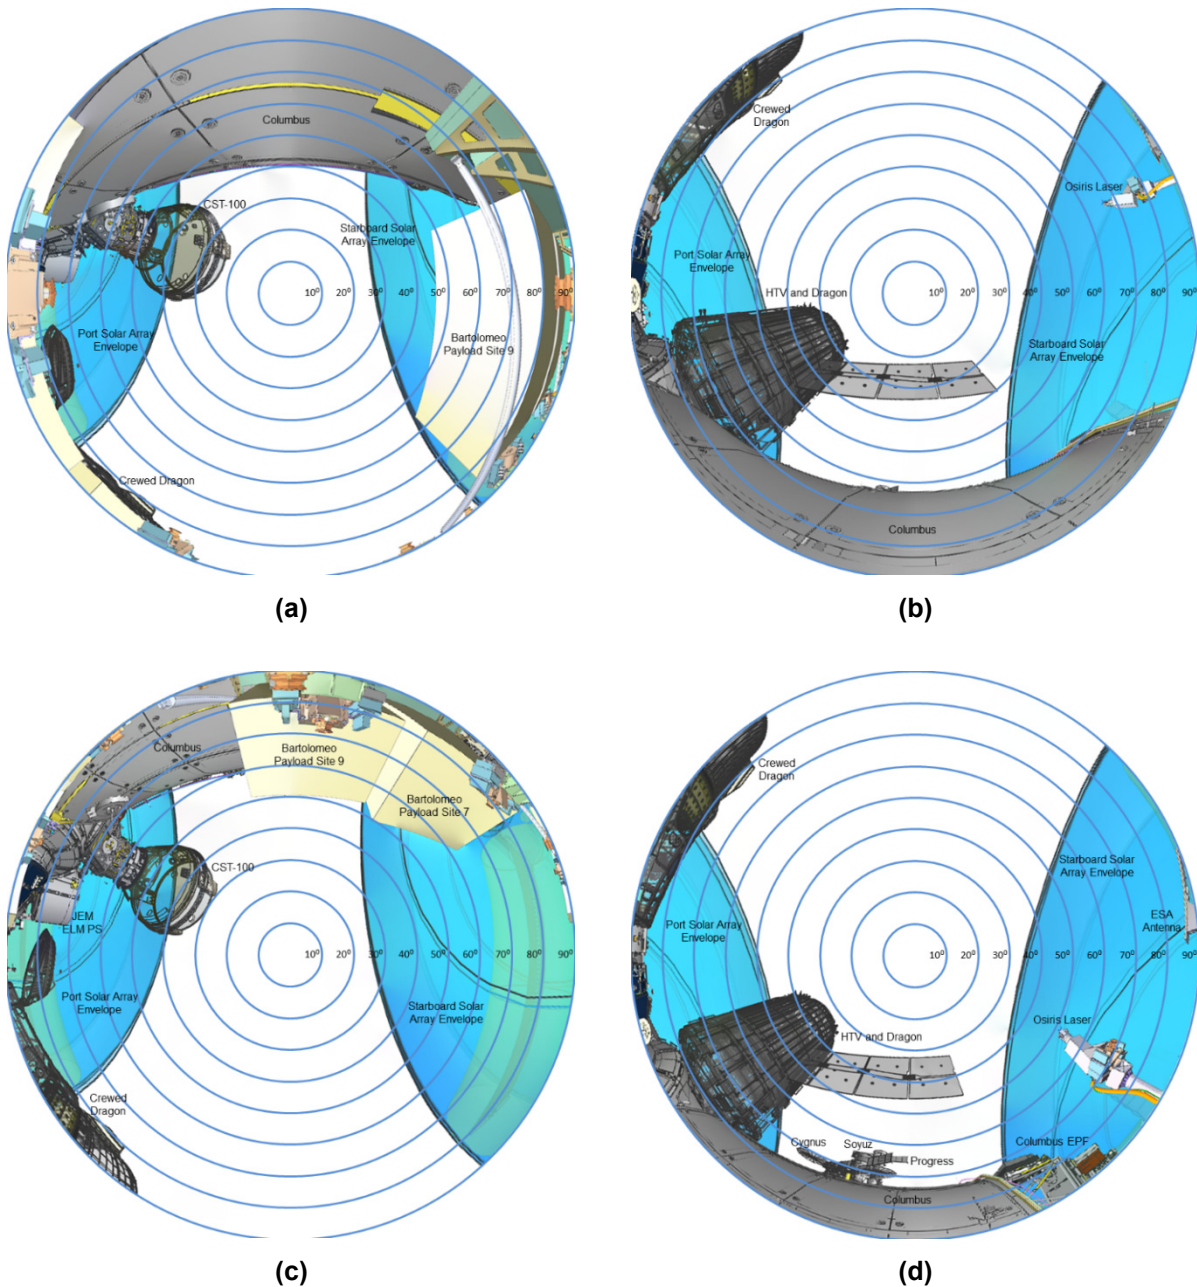 Columbus
CST-100
Starboard Solar
Array Envelope
10⁰ 20⁰ 30⁰ 40⁰ 50⁰ 60⁰ 70⁰ 80⁰ 90⁰
Port Solar Array
Envelope
Bartolomeo
Payload Site 9
Crewed Dragon
(a)
Crewed
Dragon
Osiris Laser
Port Solar Array
Envelope
HTV and Dragon
10⁰ 20⁰ 30⁰ 40⁰ 50⁰ 60⁰ 70⁰ 80⁰ 90⁰
Starboard Solar
Array Envelope
Columbus
(b)
Columbus
Bartolomeo
Payload Site 9
Bartolomeo
Payload Site 7
CST-100
JEM
ELM PS
10⁰ 20⁰ 30⁰ 40⁰ 50⁰ 60⁰ 70⁰ 80⁰ 90⁰
Port Solar Array
Envelope
Starboard Solar
Array Envelope
Crewed
Dragon
(c)
Crewed
Dragon
Starboard Solar
Array Envelope
ESA
Antenna
Port Solar Array
Envelope
10⁰ 20⁰ 30⁰ 40⁰ 50⁰ 60⁰ 70⁰ 80⁰ 90⁰
Osiris Laser
HTV and Dragon
Cygnus
Soyuz
Progress
Columbus EPF
Columbus
(d)